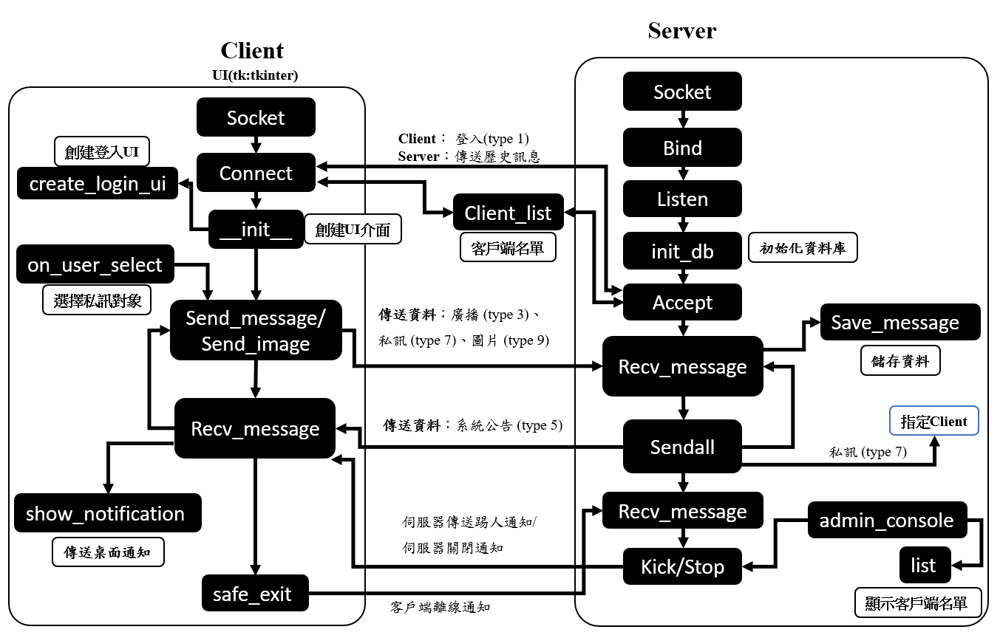 Client
UI(tk:tkinter)
Socket
創建登入UI
Connect
create_login_ui
__init__
創建UI介面
on_user_select
選擇私訊對象
Send_message/
Send_image
Recv_message
show_notification
傳送桌面通知
safe_exit
Client： 登入(type 1)
Server：傳送歷史訊息
Client_list
客戶端名單
傳送資料：廣播 (type 3)、
私訊 (type 7)、圖片 (type 9)
傳送資料：系統公告 (type 5)
伺服器傳送踢人通知/
伺服器關閉通知
客戶端離線通知
Server
Socket
Bind
Listen
init_db
初始化資料庫
Accept
Save_message
儲存資料
Recv_message
指定Client
Sendall
私訊 (type 7)
Recv_message
admin_console
Kick/Stop
list
顯示客戶端名單